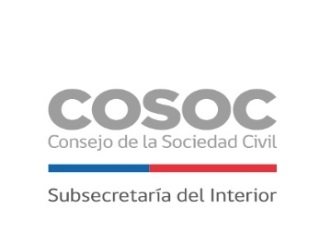 COSOC
Consejo de la Sociedad Civil
Subsecretaría del Interior